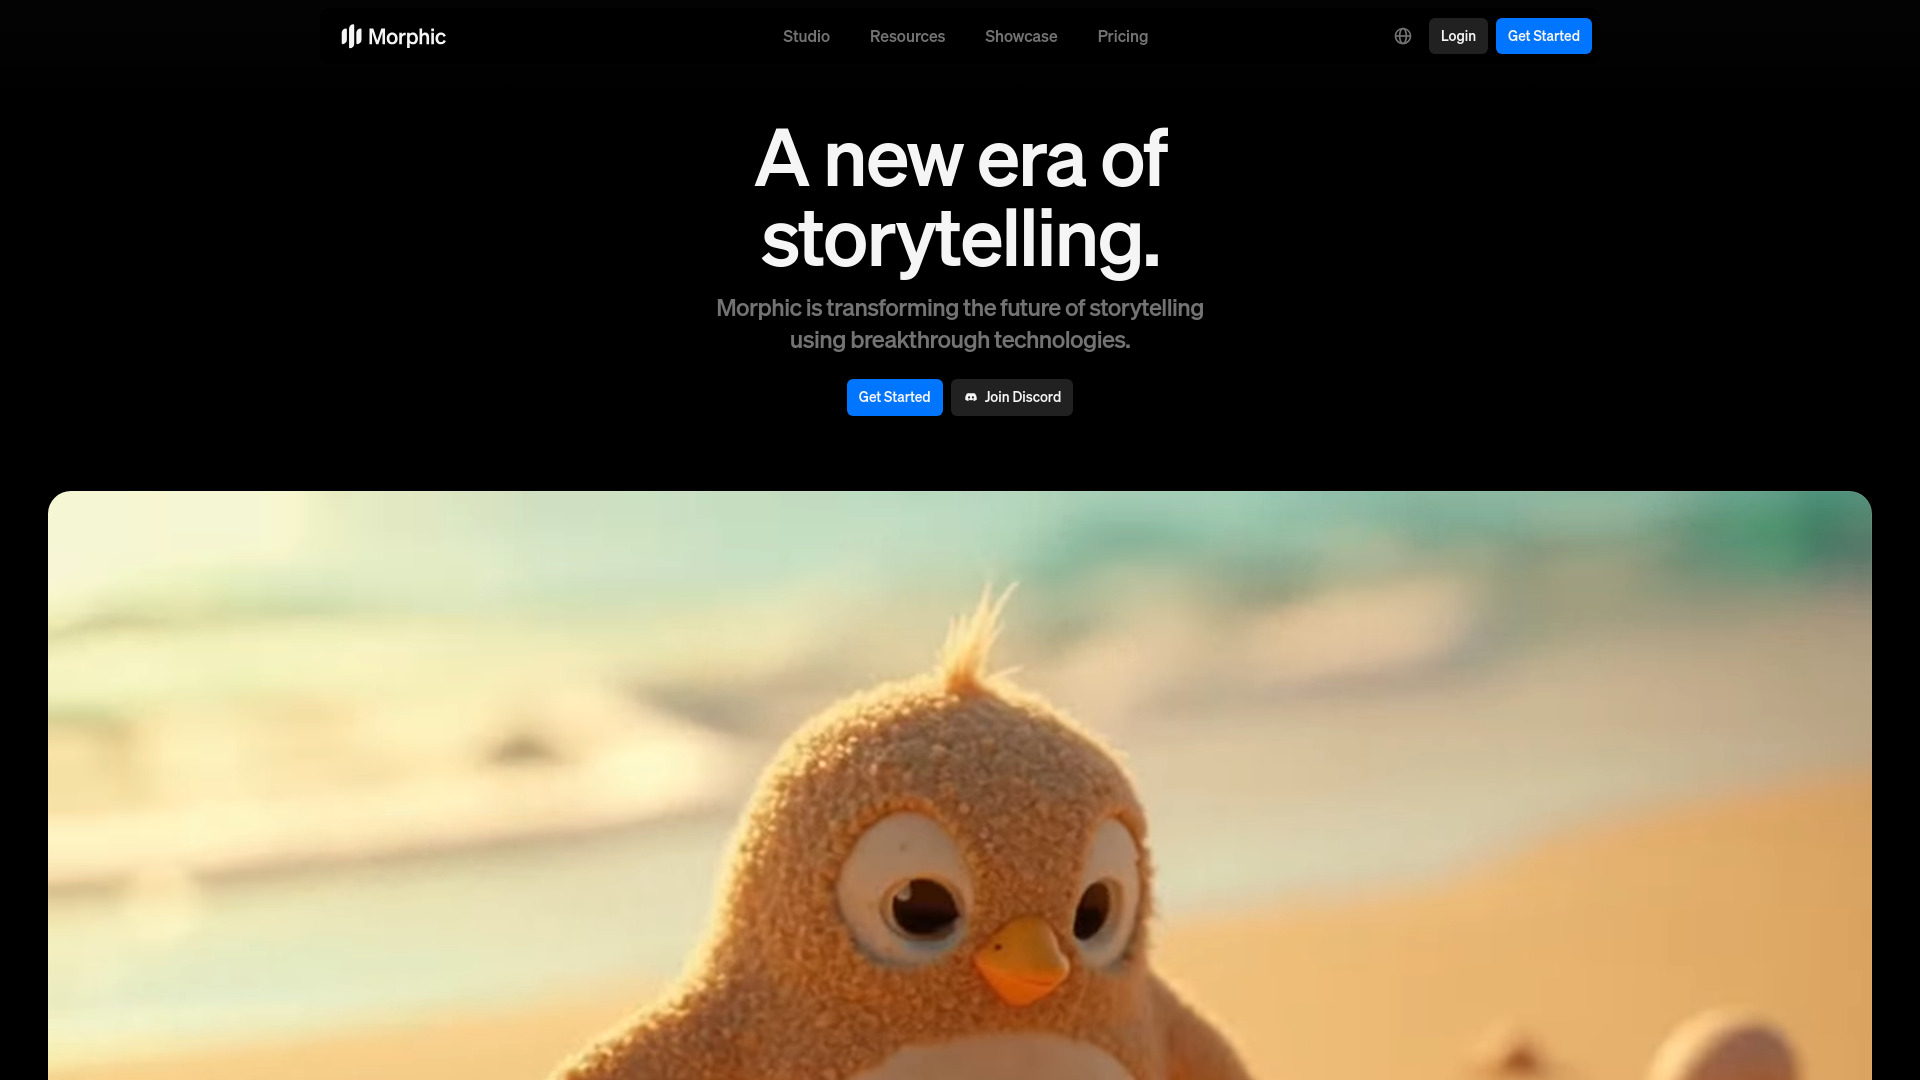 Morphic
Studio
Resources
Showcase
Pricing
Login
Get Started
A new era of
storytelling.
Morphic is transforming the future of storytelling
using breakthrough technologies.
Get Started
Join Discord